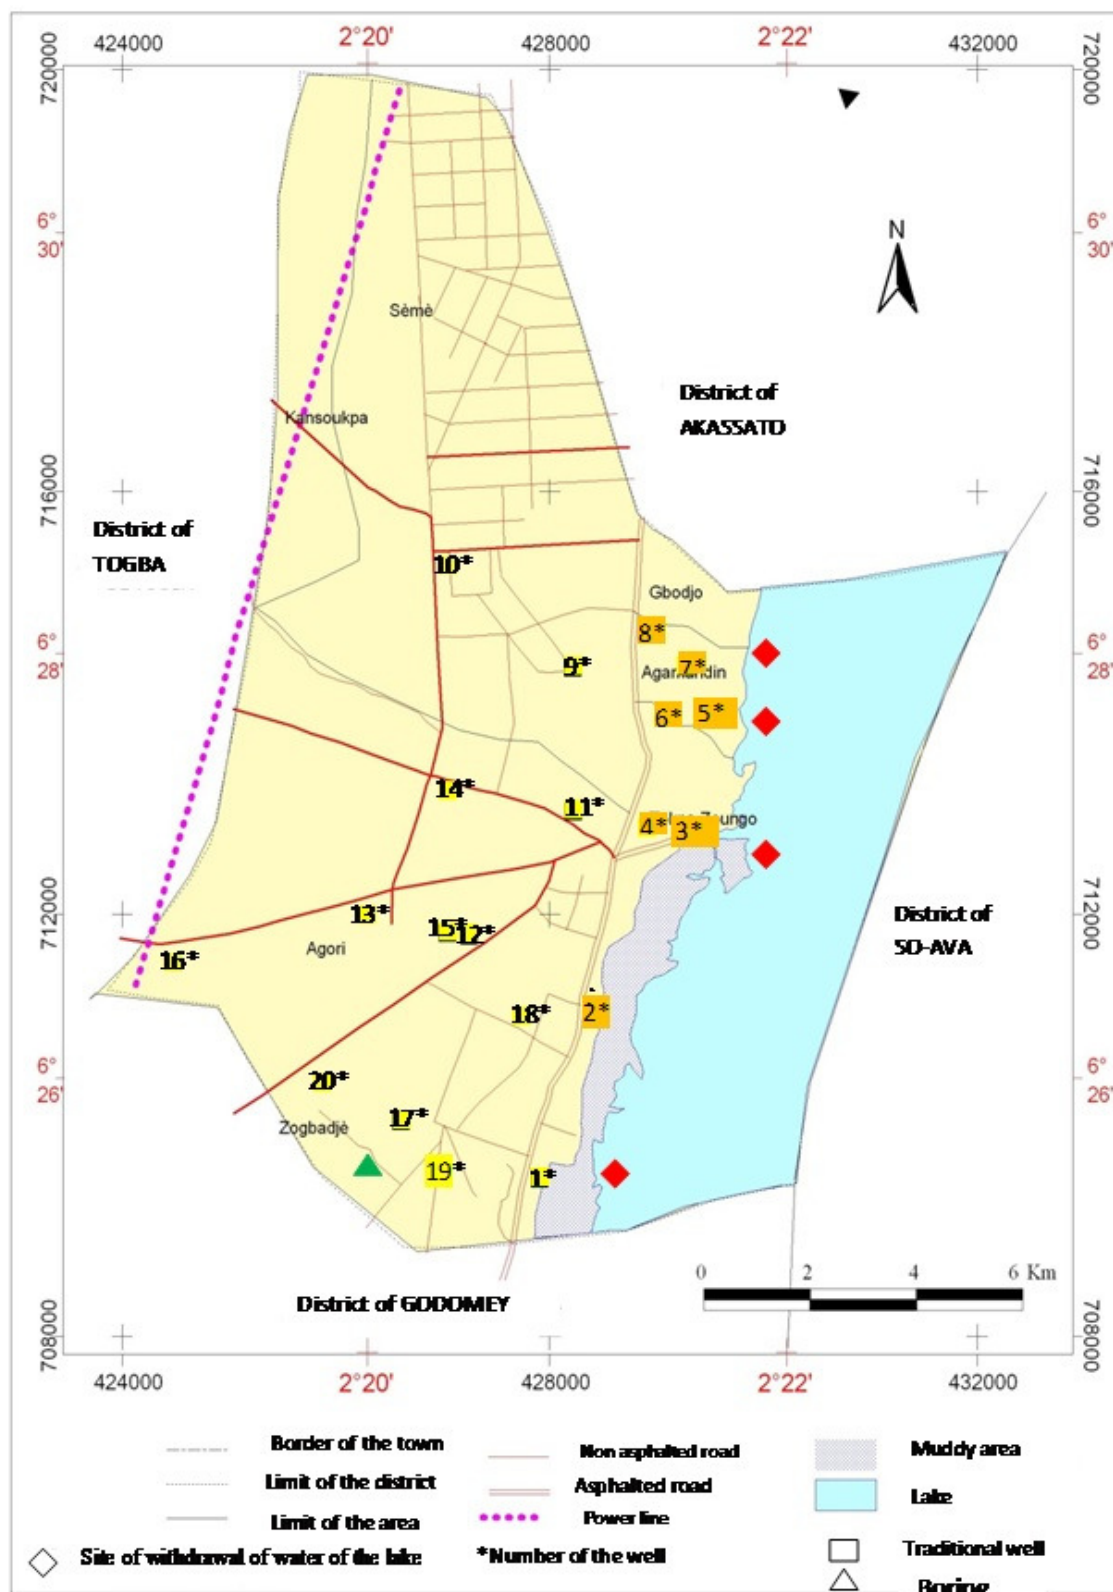 424000 2°20' 428000 2°22' 432000
720000 720000
6°
30'
6°
30'
N
Sèmè
District of
AKASSATO
Kansoukpa
716000 716000
District of
TOGBA
10*
Gbodjo
8*
6°
28'
6°
28'
9*
7*
6* 5*
14*
11*
4* 3* Zoungo
712000 712000
13*
15*
12*
District of
SO-AVA
16*
Agori
18* 2*
6°
26'
6°
26'
20*
17*
Zogbadjè
19* 1*
0 2 4 6 Km
District of GODOMEY
708000 708000
424000 2°20' 428000 2°22' 432000
Border of the town
Non asphalted road
Muddy area
Limit of the district
Asphalted road
Lake
Limit of the area
Power line
Site of withdrawal of water of the lake
*Number of the well
Traditional well
Boring